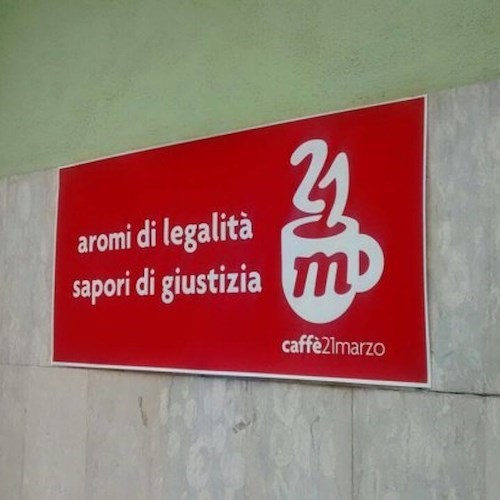 aromi di legalità
sapori di giustizia
21
m
caffè21marzo